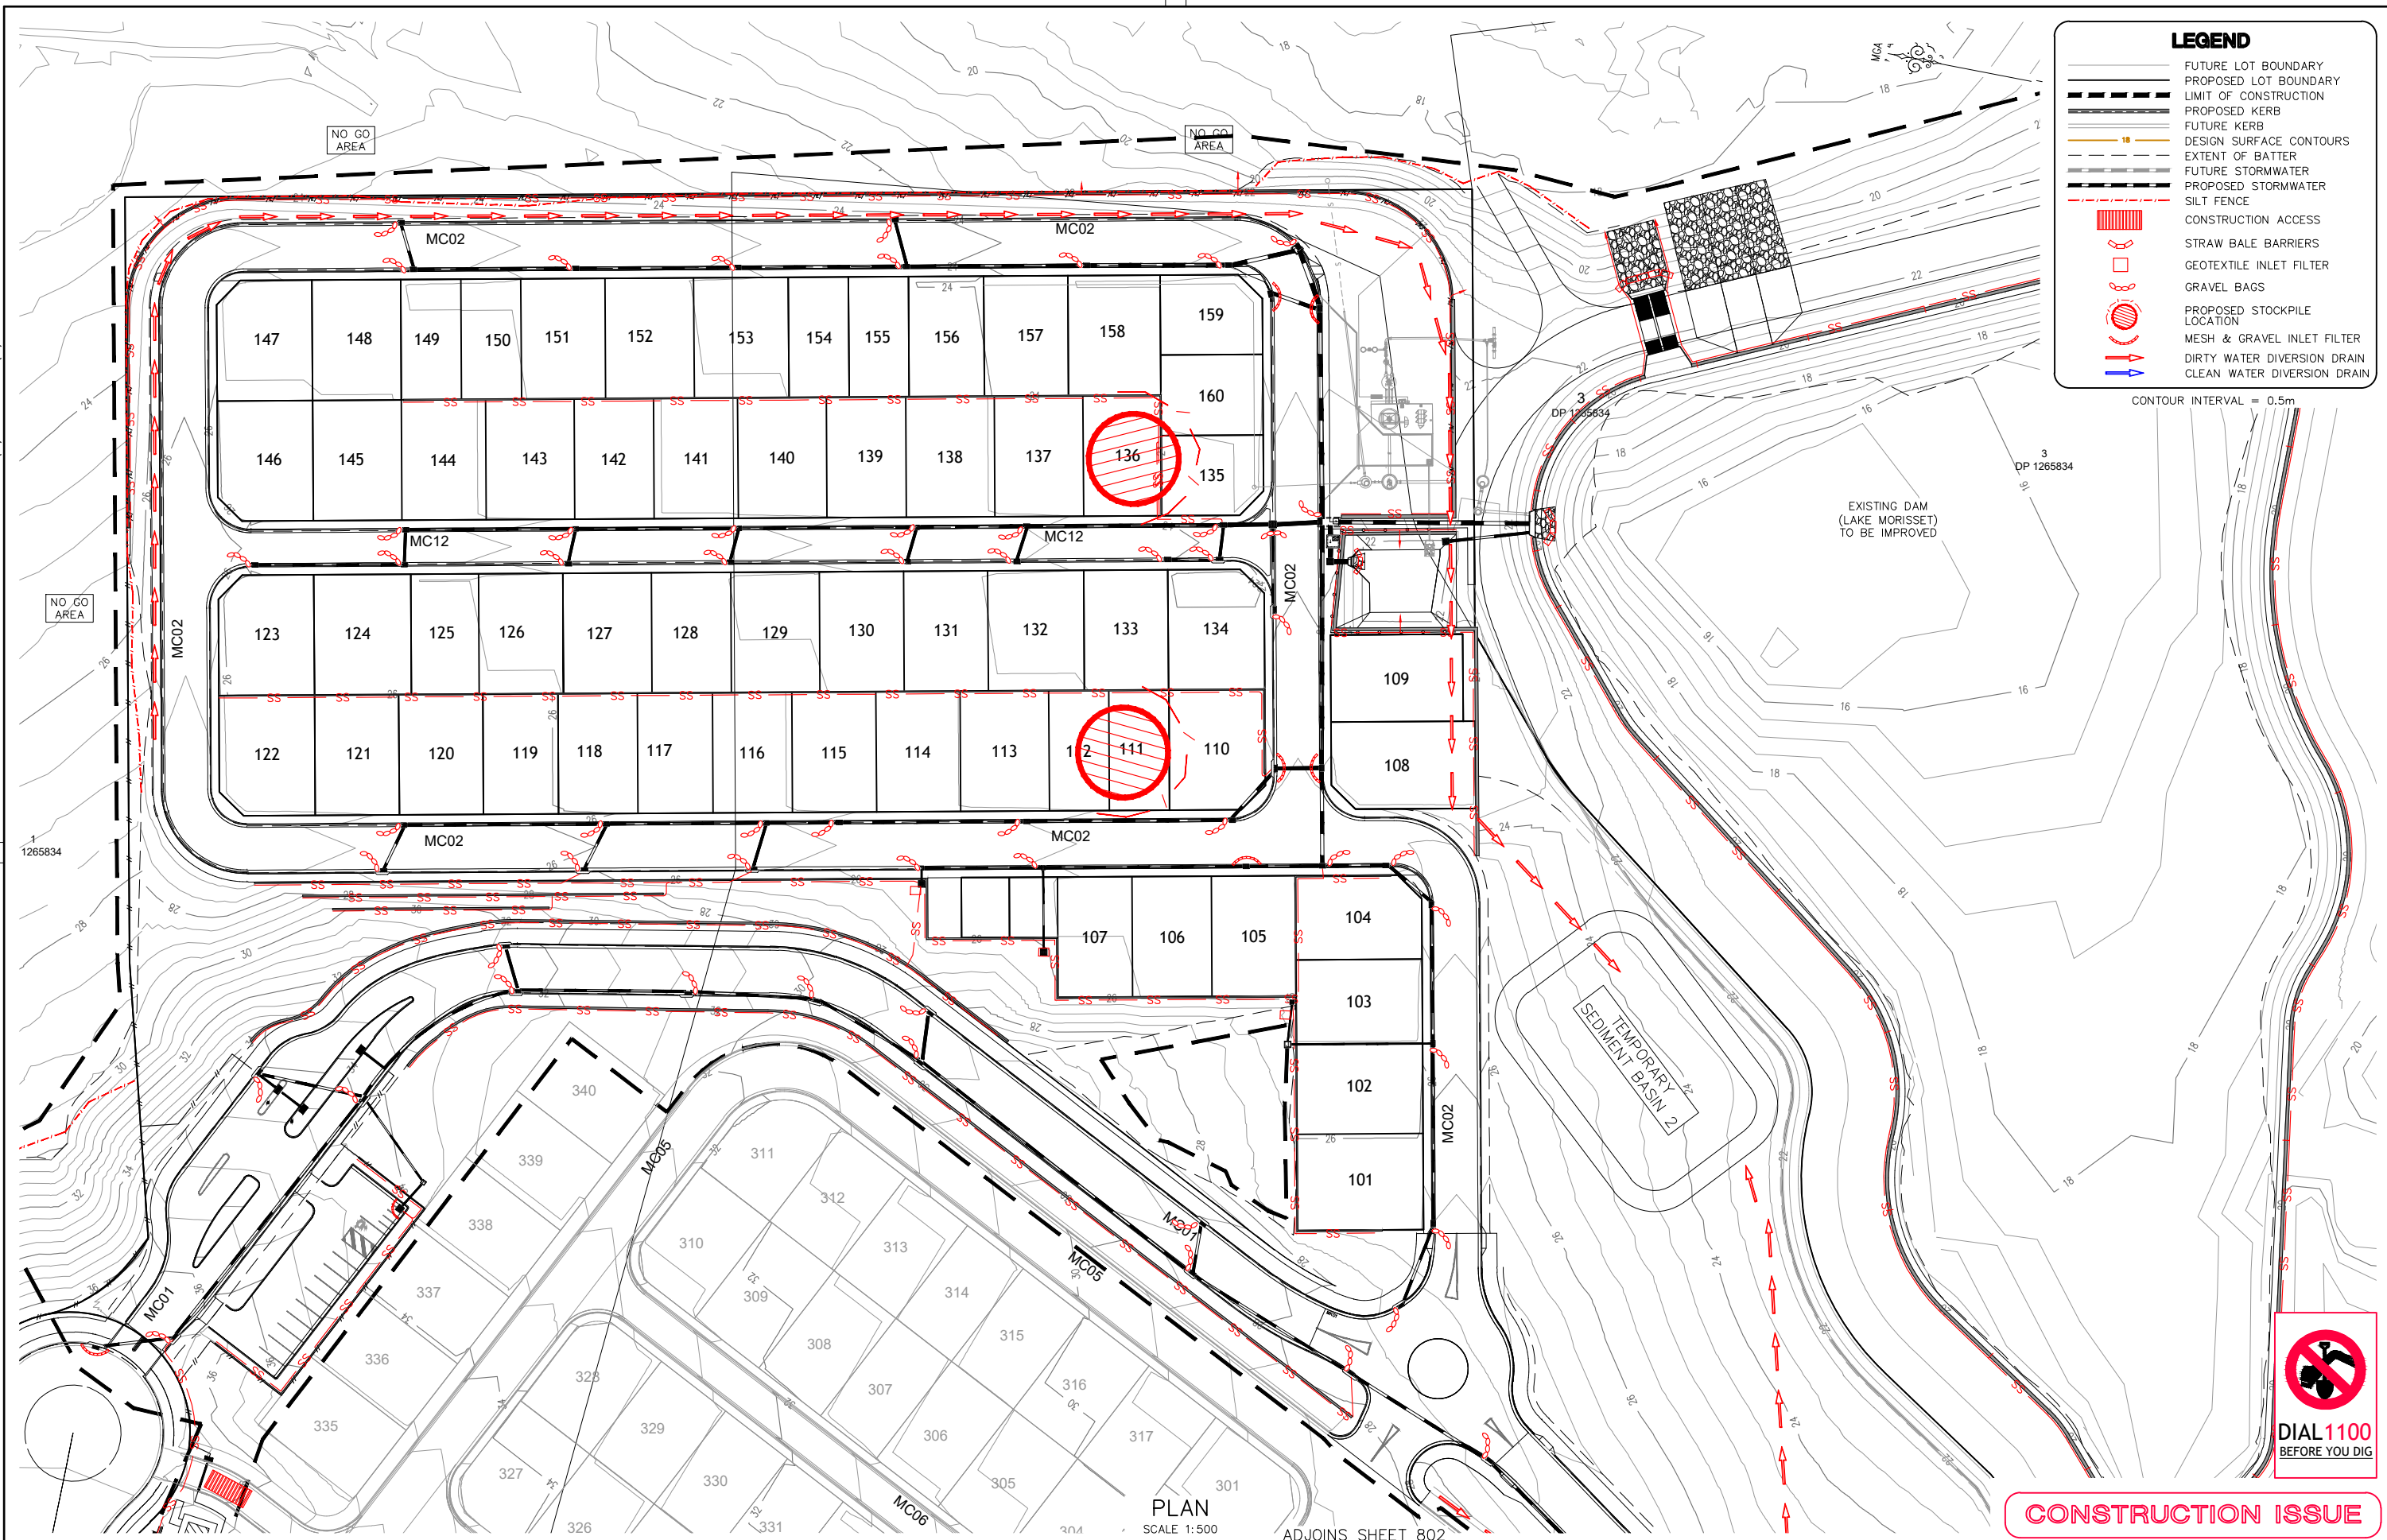 LEGEND
FUTURE LOT BOUNDARY
PROPOSED LOT BOUNDARY
LIMIT OF CONSTRUCTION
PROPOSED KERB
FUTURE KERB
18 DESIGN SURFACE CONTOURS
EXTENT OF BATTER
FUTURE STORMWATER
PROPOSED STORMWATER
SILT FENCE
CONSTRUCTION ACCESS
STRAW BALE BARRIERS
GEOTEXTILE INLET FILTER
GRAVEL BAGS
PROPOSED STOCKPILE
LOCATION
MESH & GRAVEL INLET FILTER
DIRTY WATER DIVERSION DRAIN
CLEAN WATER DIVERSION DRAIN
CONTOUR INTERVAL = 0.5m
MGA
NO GO
AREA
NO GO
AREA
MC02
MC02
147 148 149 150 151 152 153 154 155 156 157 158 159
160
146 145 144 143 142 141 140 139 138 137 136 135
3
DP 1265834
3
DP 1265834
EXISTING DAM
(LAKE MORISSET)
TO BE IMPROVED
MC12
MC12
NO GO
AREA
MC02
MC02
123 124 125 126 127 128 129 130 131 132 133 134
109
122 121 120 119 118 117 116 115 114 113 112 111 110
108
1
1265834
MC02
MC02
107 106 105 104
103
102
101
MC02
TEMPORARY
SEDIMENT BASIN 2
340
339
338
337
336
335
MC05
311
312
310
313
309
314
308
315
307
316
306
317
305
301
304
328
329
327
330
326
331
MC01
MC01
MC05
MC06
PLAN
SCALE 1:500
ADJOINS SHEET 802
DIAL1100
BEFORE YOU DIG
CONSTRUCTION ISSUE